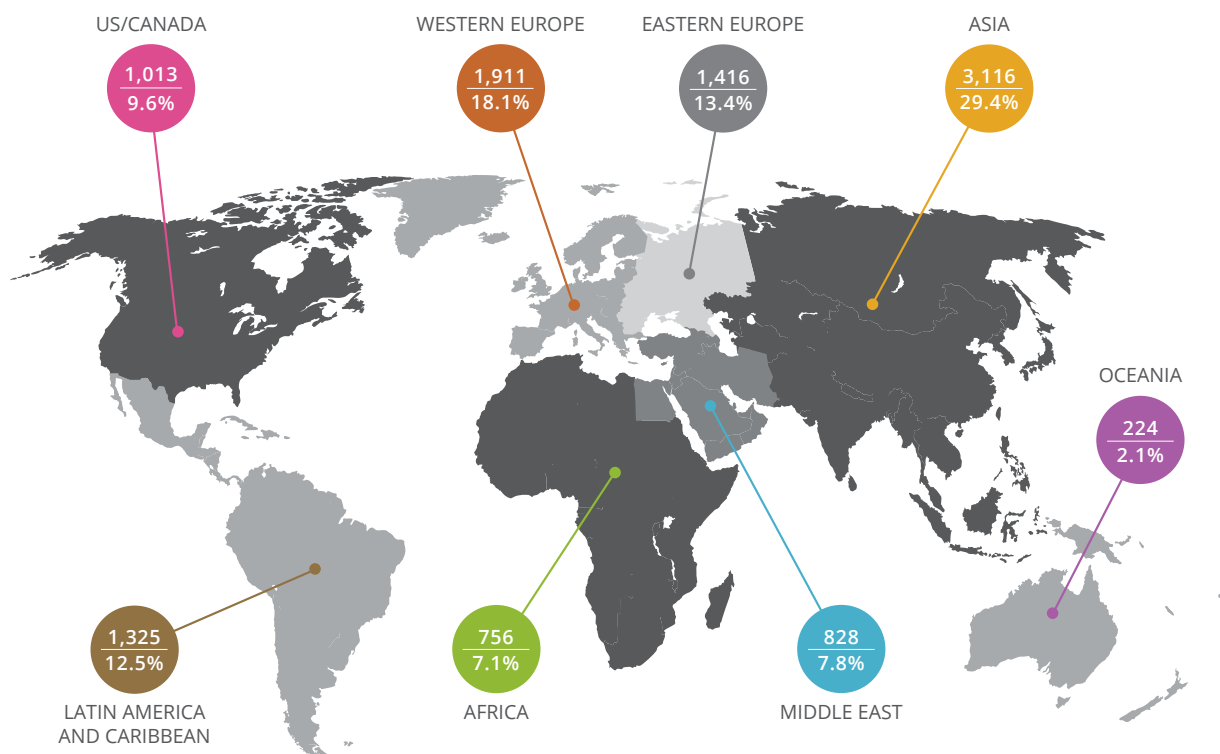 US/CANADA
1,013
9.6%
WESTERN EUROPE
1,911
18.1%
EASTERN EUROPE
1,416
13.4%
ASIA
3,116
29.4%
OCEANIA
224
2.1%
1,325
12.5%
LATIN AMERICA
AND CARIBBEAN
756
7.1%
AFRICA
828
7.8%
MIDDLE EAST